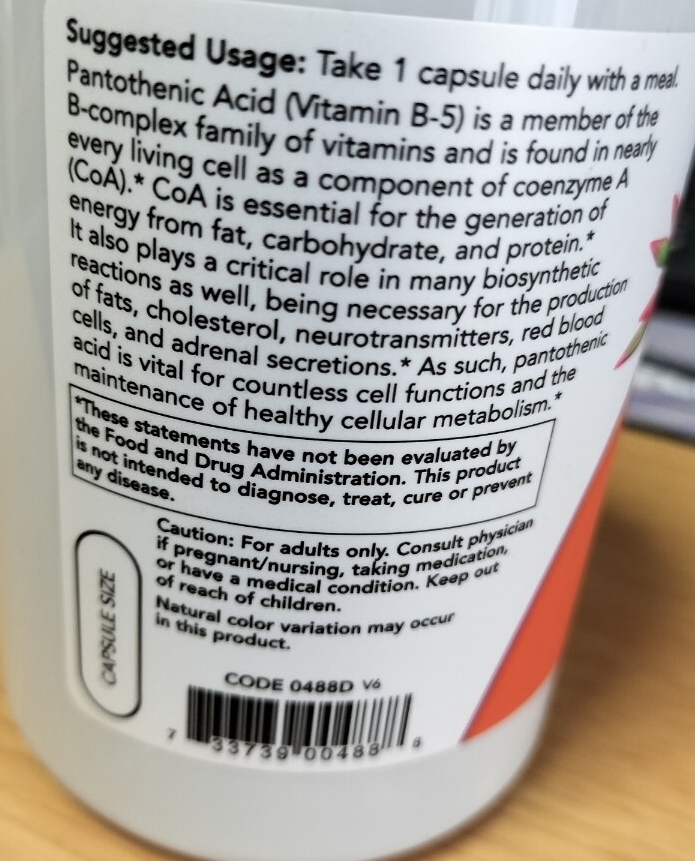 Suggested Usage: Take 1 capsule daily with a meal.
Pantothenic Acid (Vitamin B-5) is a member of the
B-complex family of vitamins and is found in nearly
every living cell as a component of coenzyme A
(CoA).* CoA is essential for the generation of
energy from fat, carbohydrate, and protein.*
It also plays a critical role in many biosynthetic
reactions as well, being necessary for the production
of fats, cholesterol, neurotransmitters, red blood
cells, and adrenal secretions.* As such, pantothenic
acid is vital for countless cell functions and the
maintenance of healthy cellular metabolism.*
*These statements have not been evaluated by
the Food and Drug Administration. This product
is not intended to diagnose, treat, cure or prevent
any disease.
CAPSULE SIZE
Caution: For adults only. Consult physician
if pregnant/nursing, taking medication,
or have a medical condition. Keep out
of reach of children.
Natural color variation may occur
in this product.
CODE 0488D V6
7 33739 00488 8